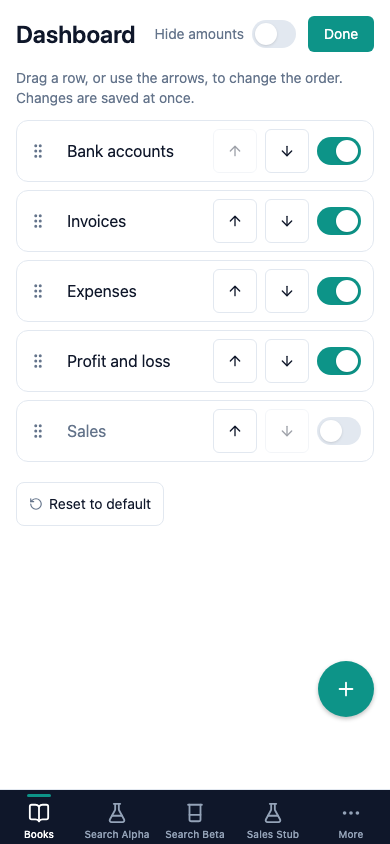 Dashboard
Hide amounts
Done
Drag a row, or use the arrows, to change the order.
Changes are saved at once.
Bank accounts
Invoices
Expenses
Profit and loss
Sales
Reset to default
Books
Search Alpha
Search Beta
Sales Stub
More